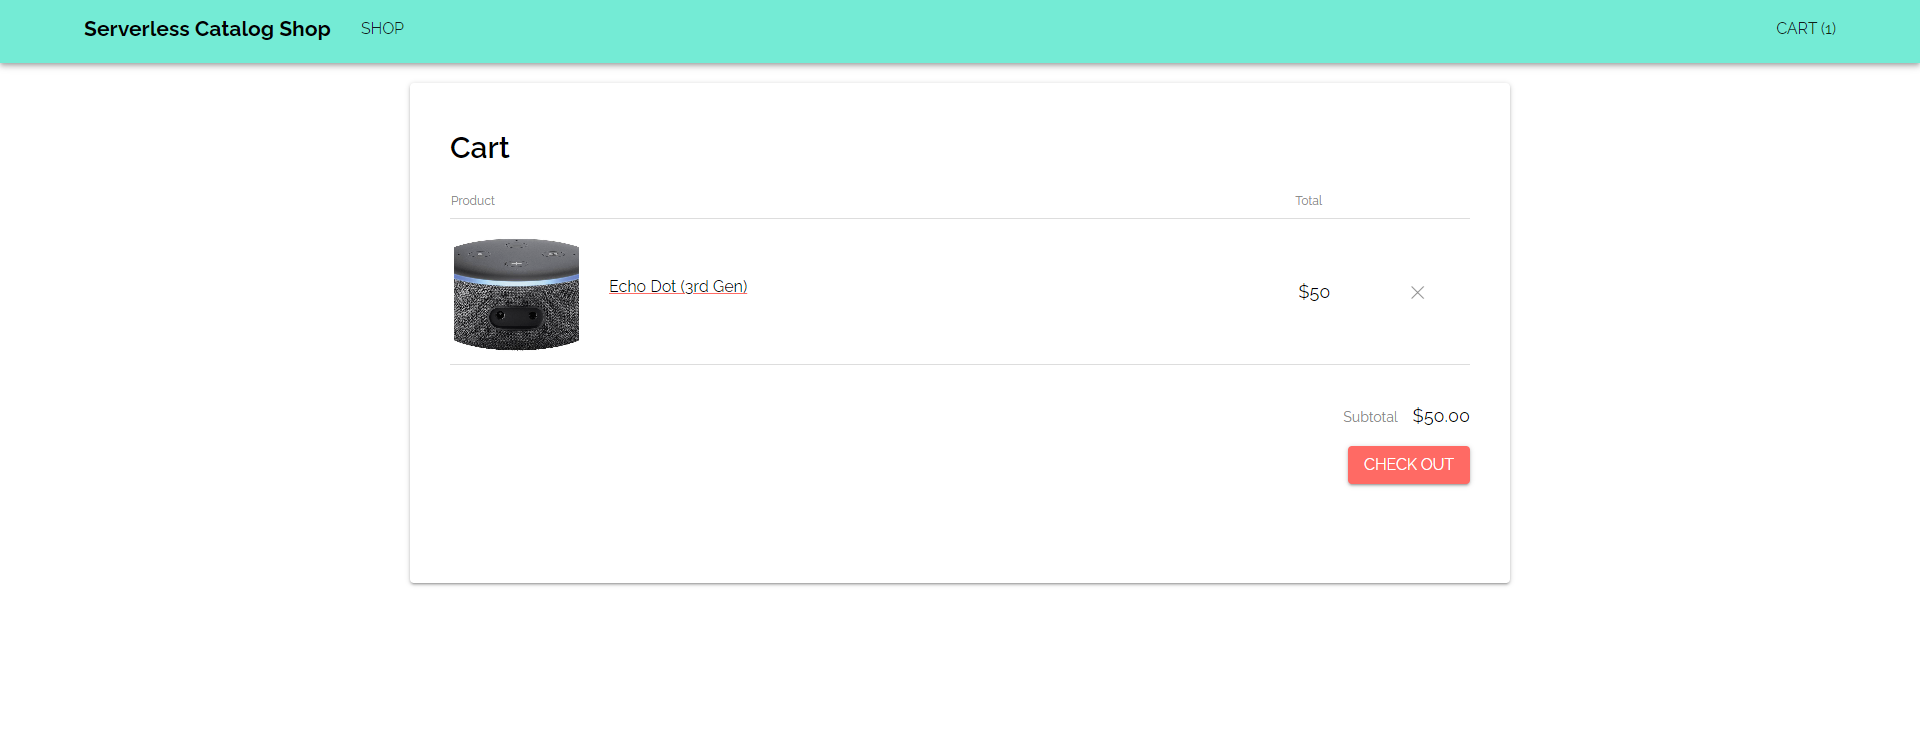 Serverless Catalog Shop SHOP CART (1)
Cart
Product Total
Echo Dot (3rd Gen) $50
Subtotal $50.00
CHECK OUT